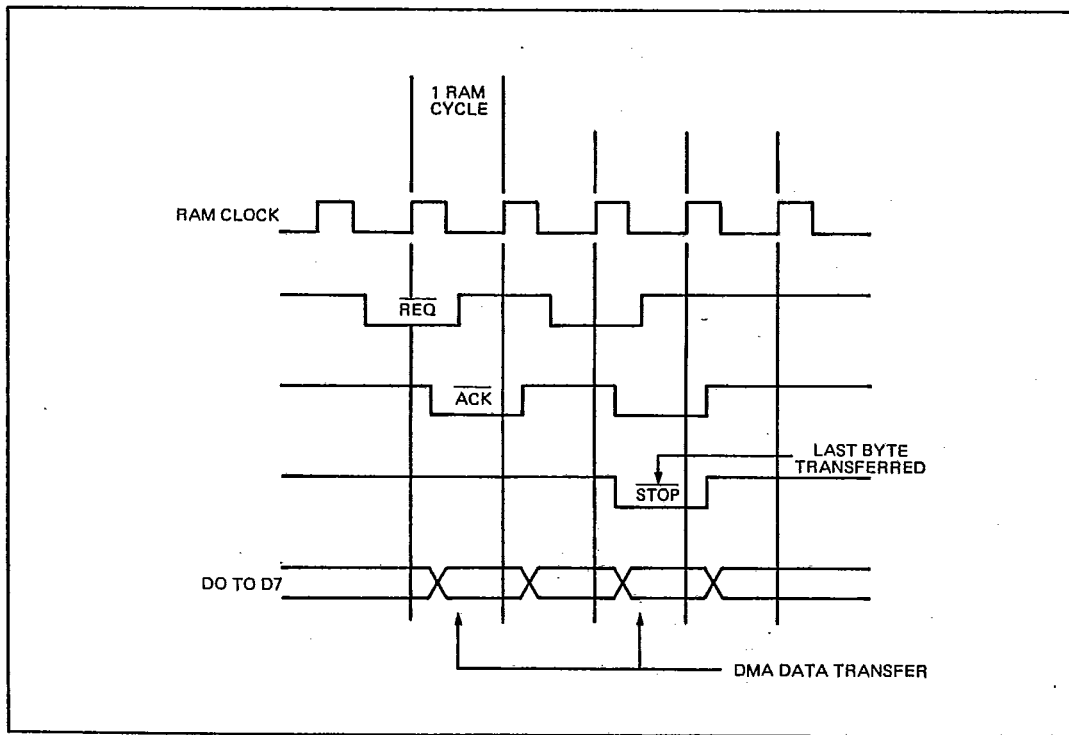 1 RAM
CYCLE
RAM CLOCK
REQ
ACK
LAST BYTE
TRANSFERRED
STOP
DO TO D7
DMA DATA TRANSFER